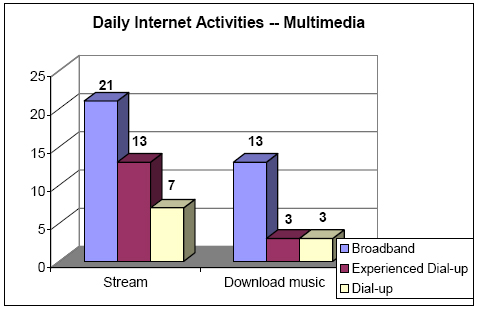 Daily Internet Activities -- Multimedia
25
20
15
10
5
0
21
13
7
13
3
3
Stream
Download music
Broadband
Experienced Dial-up
Dial-up